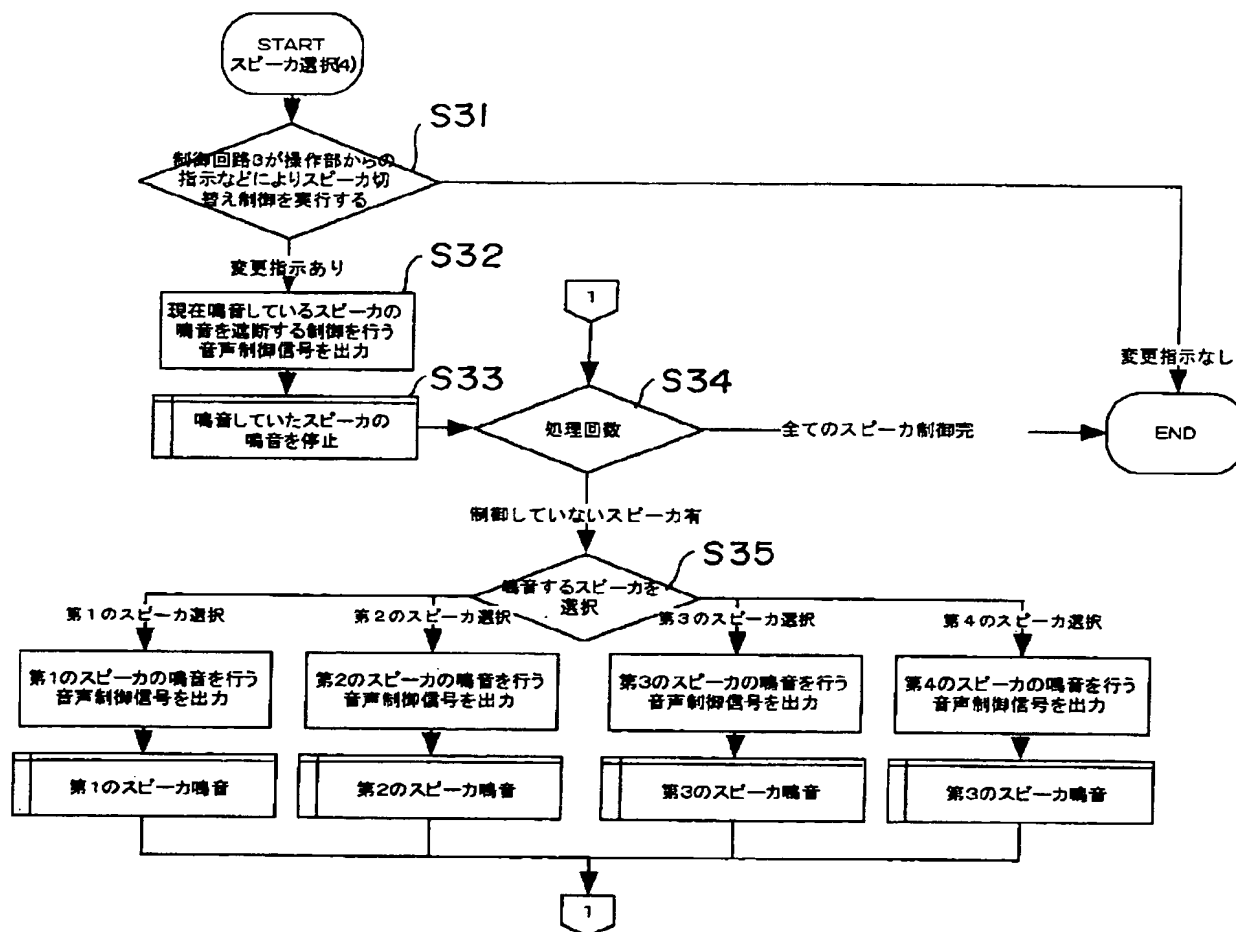 START
スピーカ選択(4)
S31
制御回路3が操作部からの
指示などによりスピーカ切
替え制御を実行する
変更指示あり
S32
現在鳴音しているスピーカの
鳴音を遮断する制御を行う
音声制御信号を出力
1
変更指示なし
S33
鳴音していたスピーカの
鳴音を停止
S34
処理回数
全てのスピーカ制御完
END
制御していないスピーカ有
S35
鳴音するスピーカを
選択
第1のスピーカ選択
第2のスピーカ選択
第3のスピーカ選択
第4のスピーカ選択
第1のスピーカの鳴音を行う
音声制御信号を出力
第2のスピーカの鳴音を行う
音声制御信号を出力
第3のスピーカの鳴音を行う
音声制御信号を出力
第4のスピーカの鳴音を行う
音声制御信号を出力
第1のスピーカ鳴音
第2のスピーカ鳴音
第3のスピーカ鳴音
第3のスピーカ鳴音
1